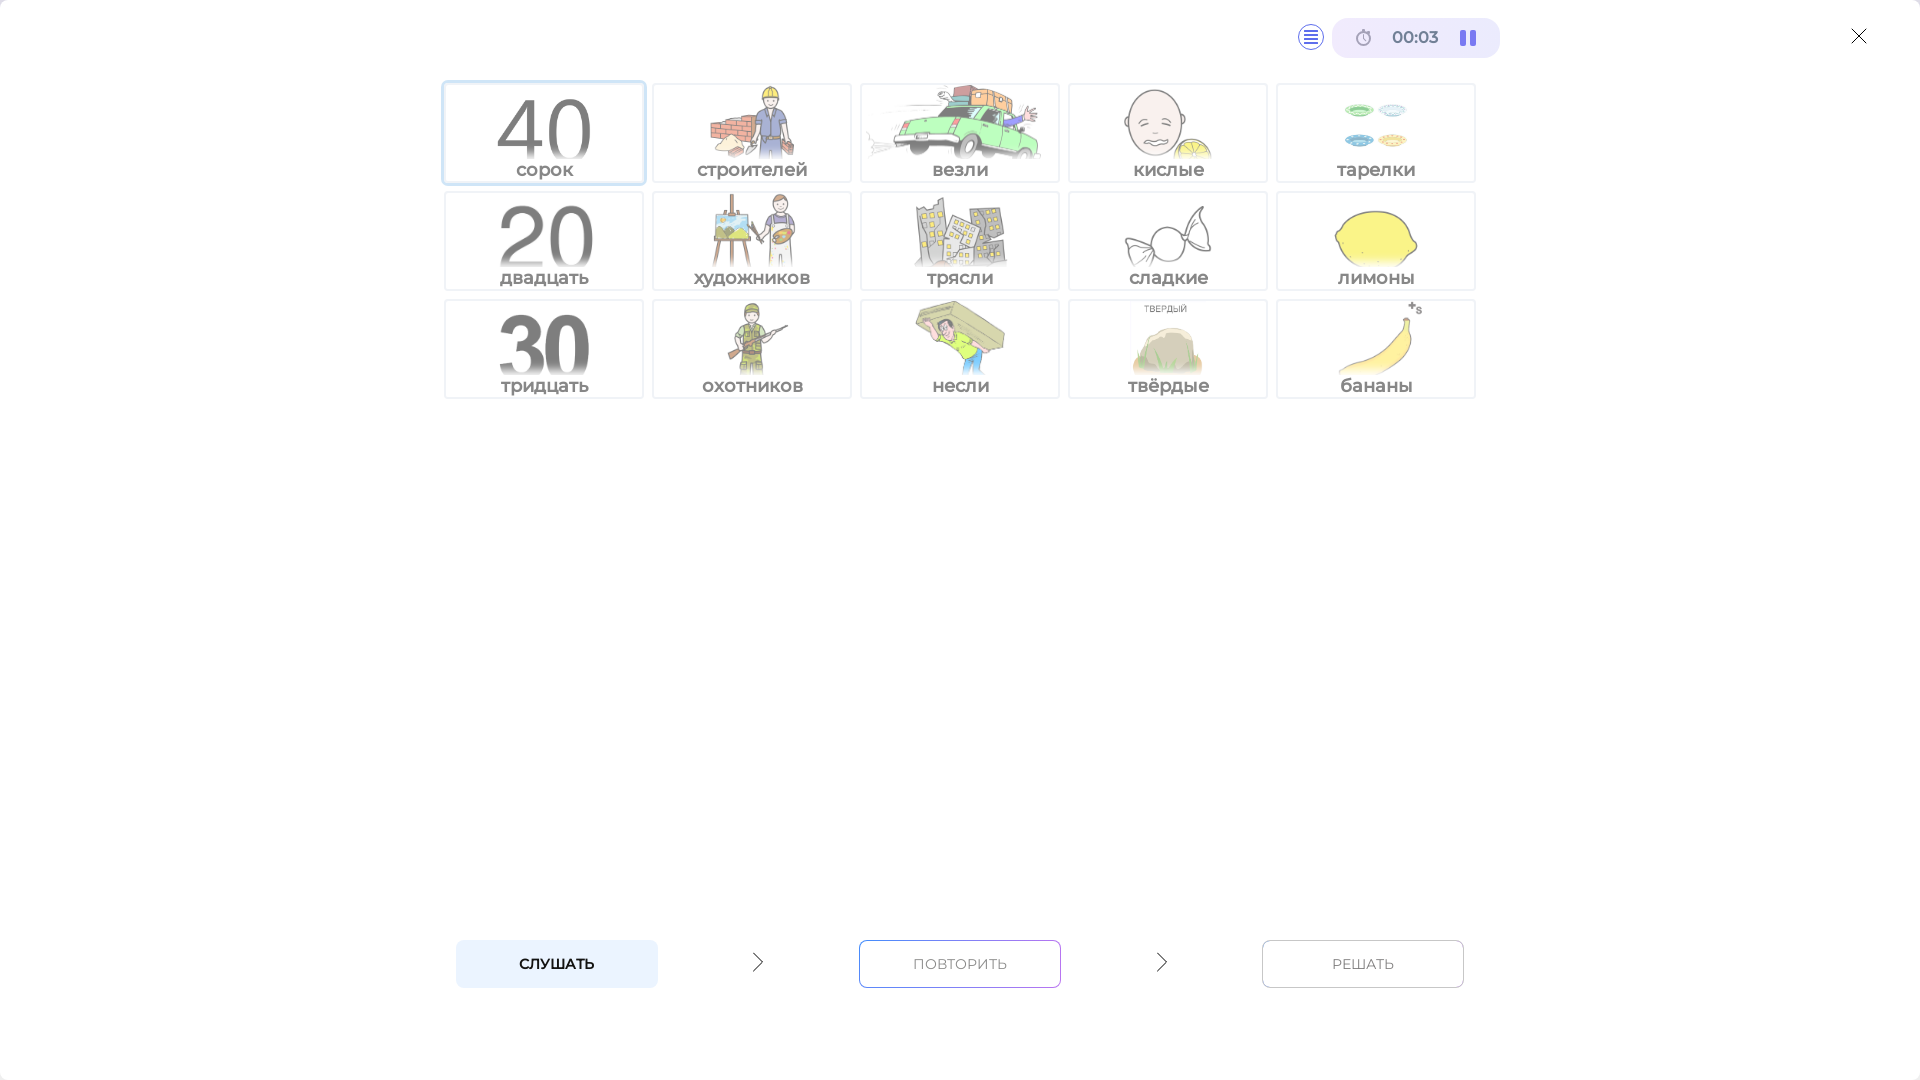 00:03
40
сорок
строителей
везли
кислые
тарелки
20
двадцать
художников
трясли
сладкие
лимоны
30
тридцать
охотников
несли
ТВЕРДЫЙ
твёрдые
+s
бананы
СЛУШАТЬ
ПОВТОРИТЬ
РЕШАТЬ